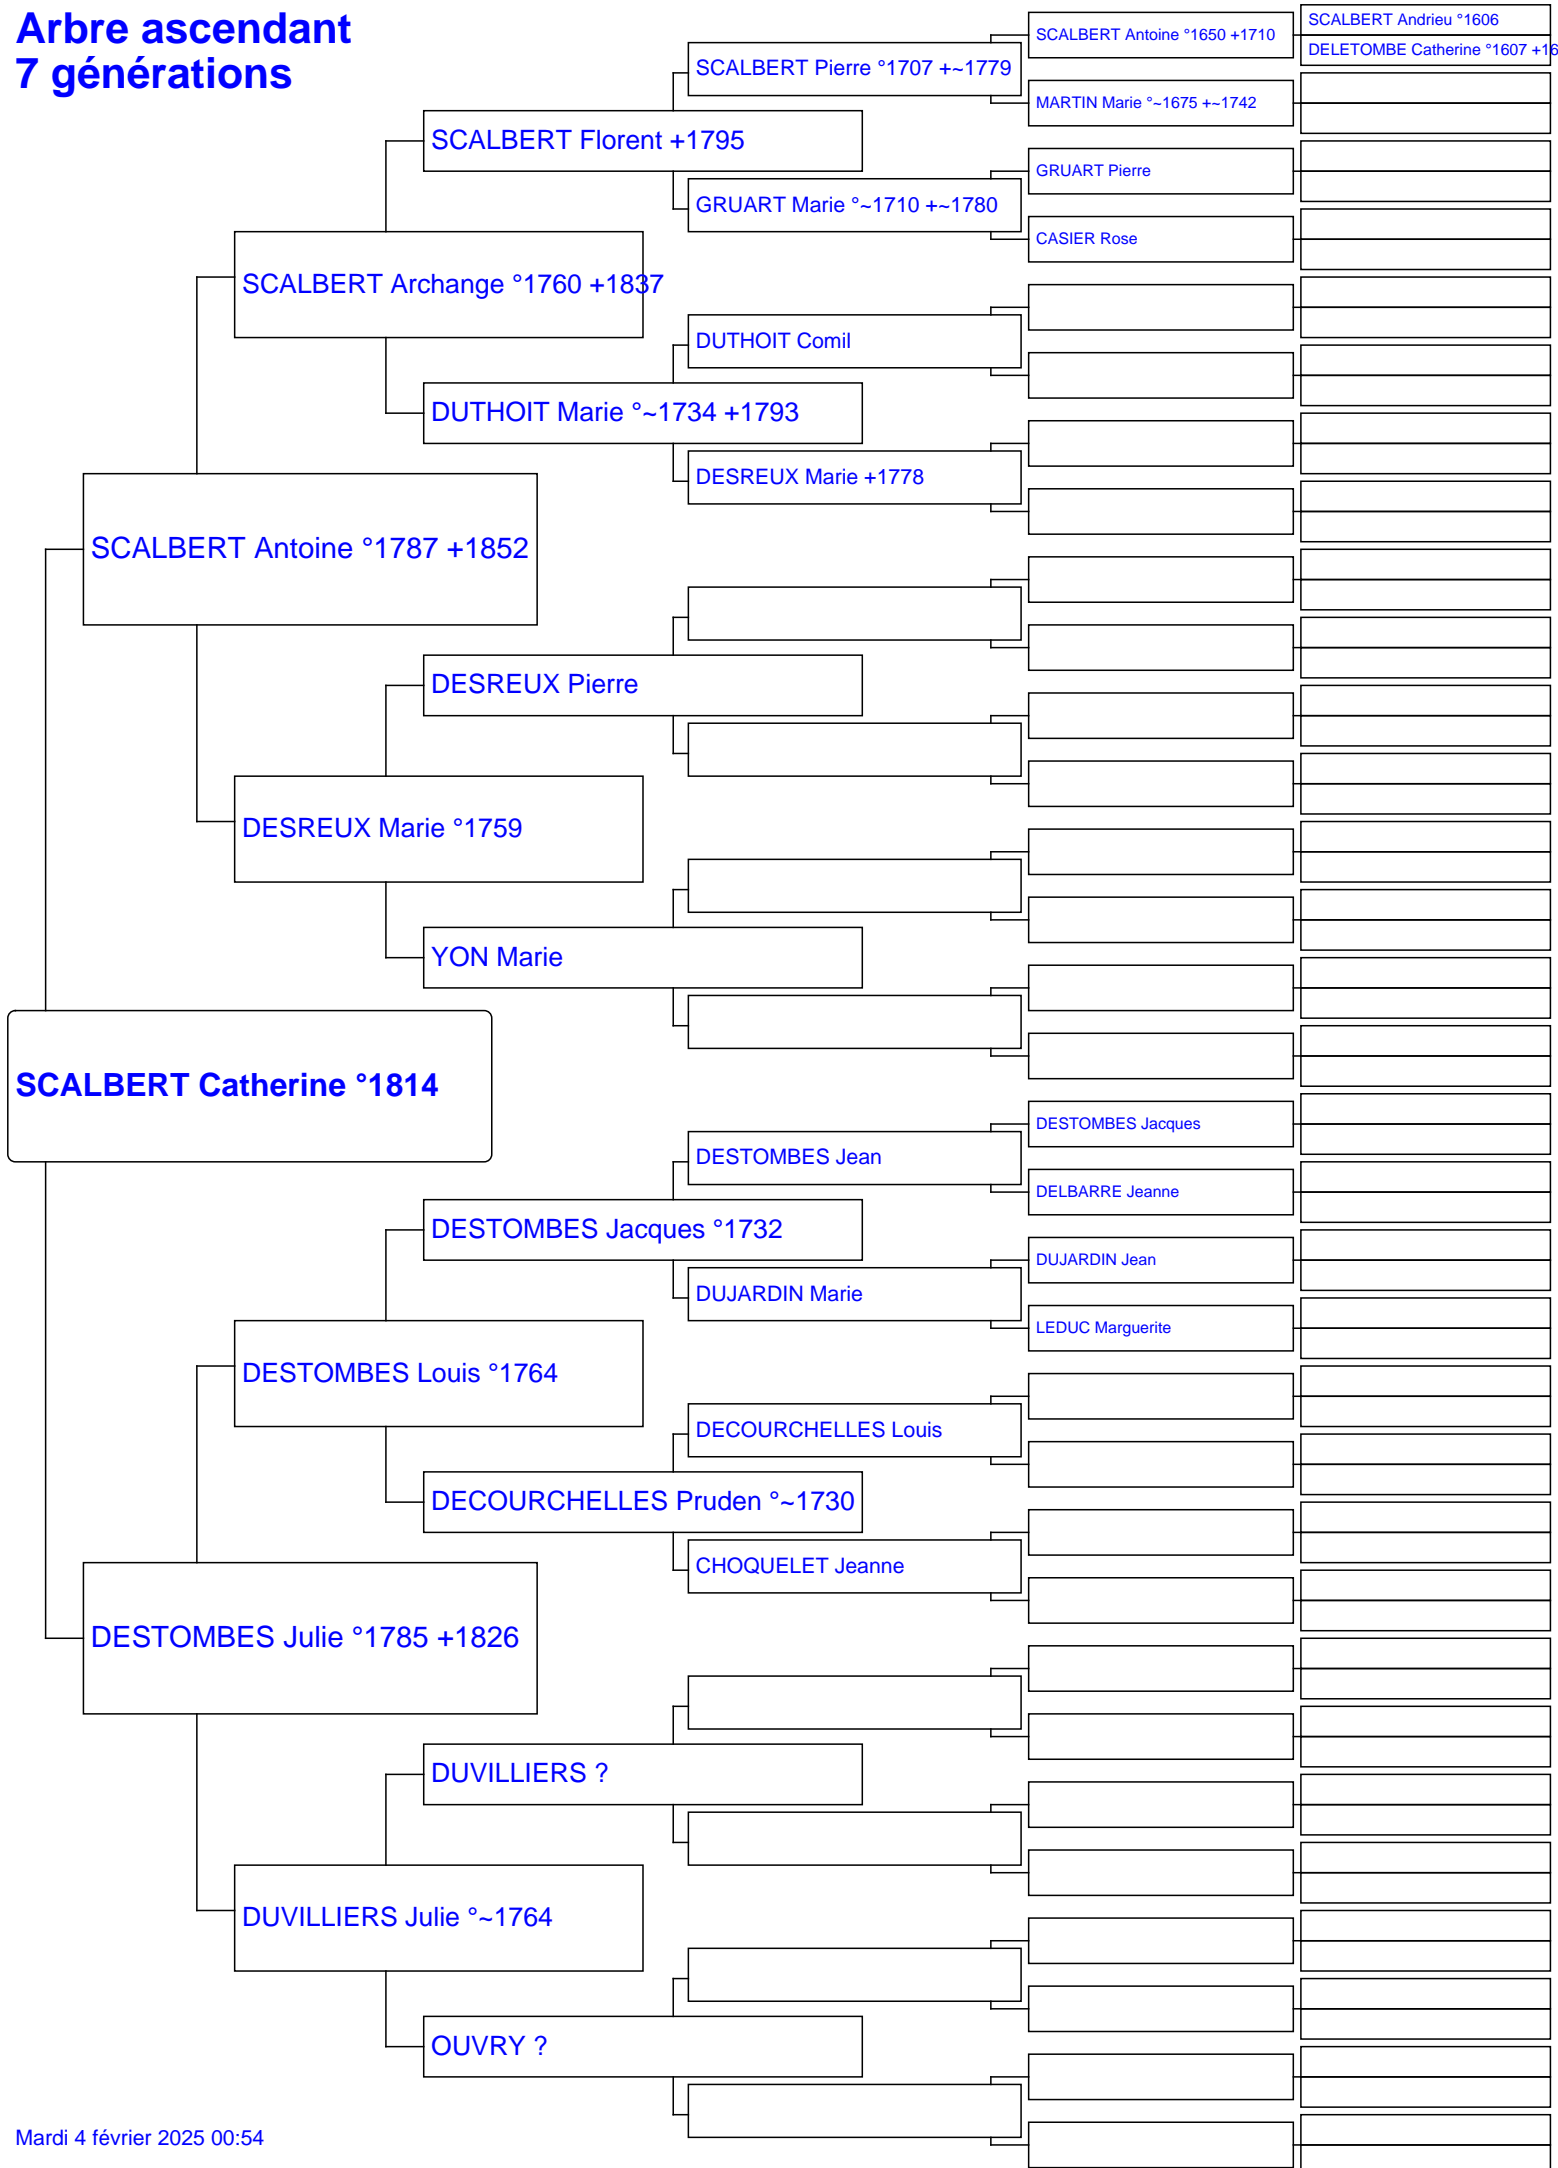 Arbre ascendant
7 générations
SCALBERT Andrieu °1606
SCALBERT Antoine °1650 +1710
DELETOMBE Catherine °1607 +16
SCALBERT Pierre °1707 +~1779
MARTIN Marie °~1675 +~1742
SCALBERT Florent +1795
GRUART Pierre
GRUART Marie °~1710 +~1780
CASIER Rose
SCALBERT Archange °1760 +1837
DUTHOIT Comil
DUTHOIT Marie °~1734 +1793
DESREUX Marie +1778
SCALBERT Antoine °1787 +1852
DESREUX Pierre
DESREUX Marie °1759
YON Marie
SCALBERT Catherine °1814
DESTOMBES Jacques
DESTOMBES Jean
DELBARRE Jeanne
DESTOMBES Jacques °1732
DUJARDIN Jean
DUJARDIN Marie
LEDUC Marguerite
DESTOMBES Louis °1764
DECOURCHELLES Louis
DECOURCHELLES Pruden °~1730
CHOQUELET Jeanne
DESTOMBES Julie °1785 +1826
DUVILLIERS ?
DUVILLIERS Julie °~1764
OUVRY ?
Mardi 4 février 2025 00:54